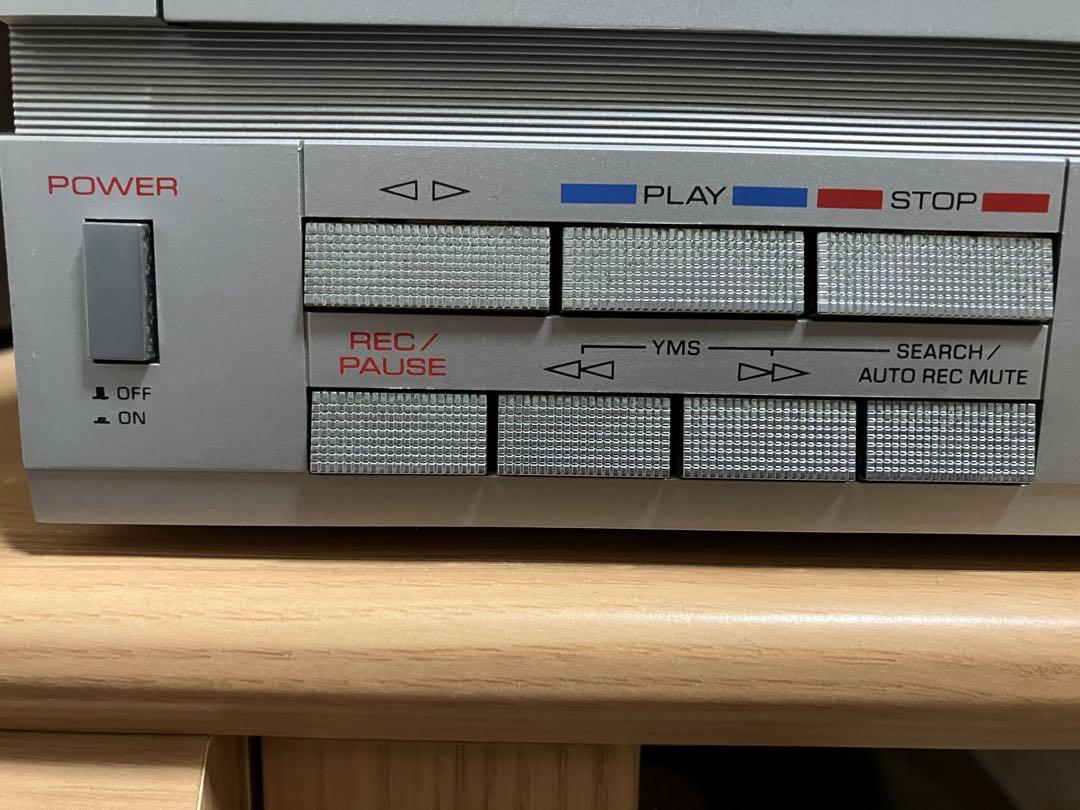 POWER
OFF
ON
PLAY
STOP
REC/
PAUSE
YMS
SEARCH/
AUTO REC MUTE